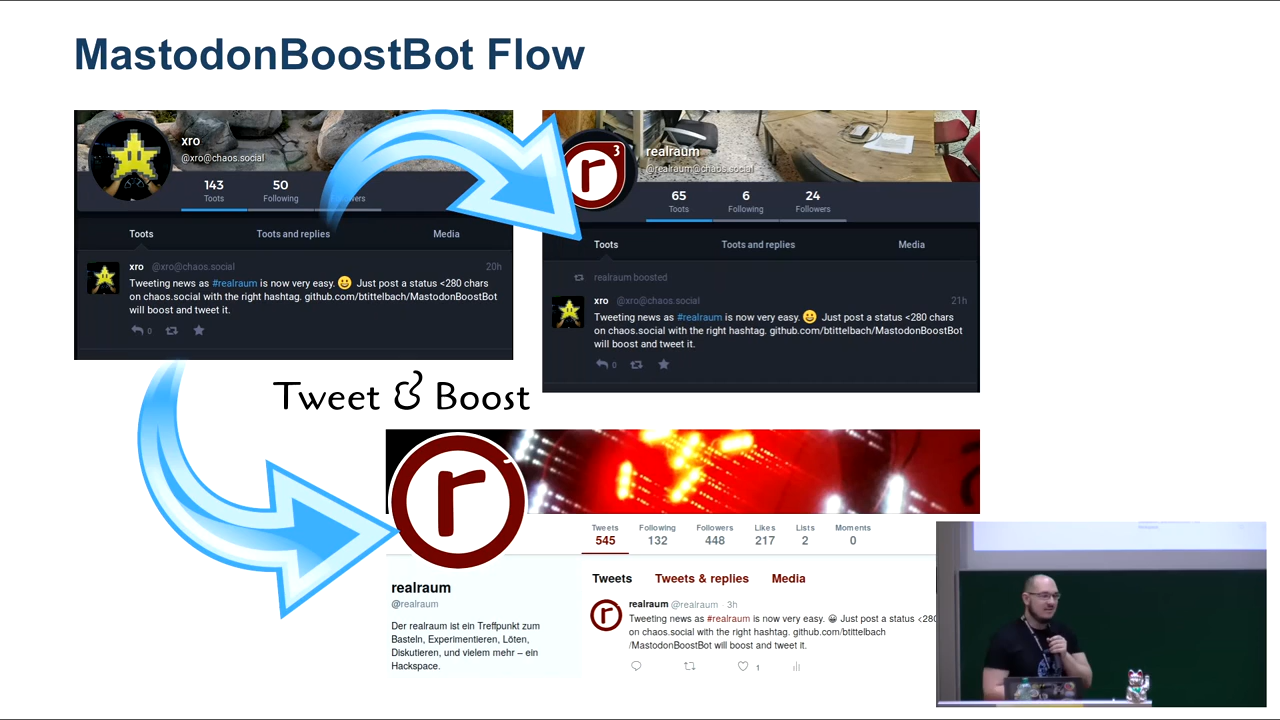 MastodonBoostBot Flow
xro
@xro@chaos.social
143
50
Toots
Following
Toots
Toots and replies
Media
xro @xro@chaos.social 20h
Tweeting news as #realraum is now very easy. 😀 Just post a status <280 chars
on chaos.social with the right hashtag. github.com/btittelbach/MastodonBoostBot
will boost and tweet it.
0
r3
realraum
@realraum@chaos.social
65
6
24
Toots
Following
Followers
Toots
Toots and replies
Media
realraum boosted
xro @xro@chaos.social 21h
Tweeting news as #realraum is now very easy. 😀 Just post a status <280 chars
on chaos.social with the right hashtag. github.com/btittelbach/MastodonBoostBot
will boost and tweet it.
0
Tweet & Boost
r
Tweets
Following
Followers
Likes
Lists
Moments
545
132
448
217
2
0
realraum
@realraum
Der realraum ist ein Treffpunkt zum
Basteln, Experimentieren, Löten,
Diskutieren, und vielem mehr – ein
Hackspace.
Tweets
Tweets & replies
Media
realraum @realraum · 3h
Tweeting news as #realraum is now very easy. 😀 Just post a status <280
on chaos.social with the right hashtag. github.com/btittelbach
/MastodonBoostBot will boost and tweet it.
1